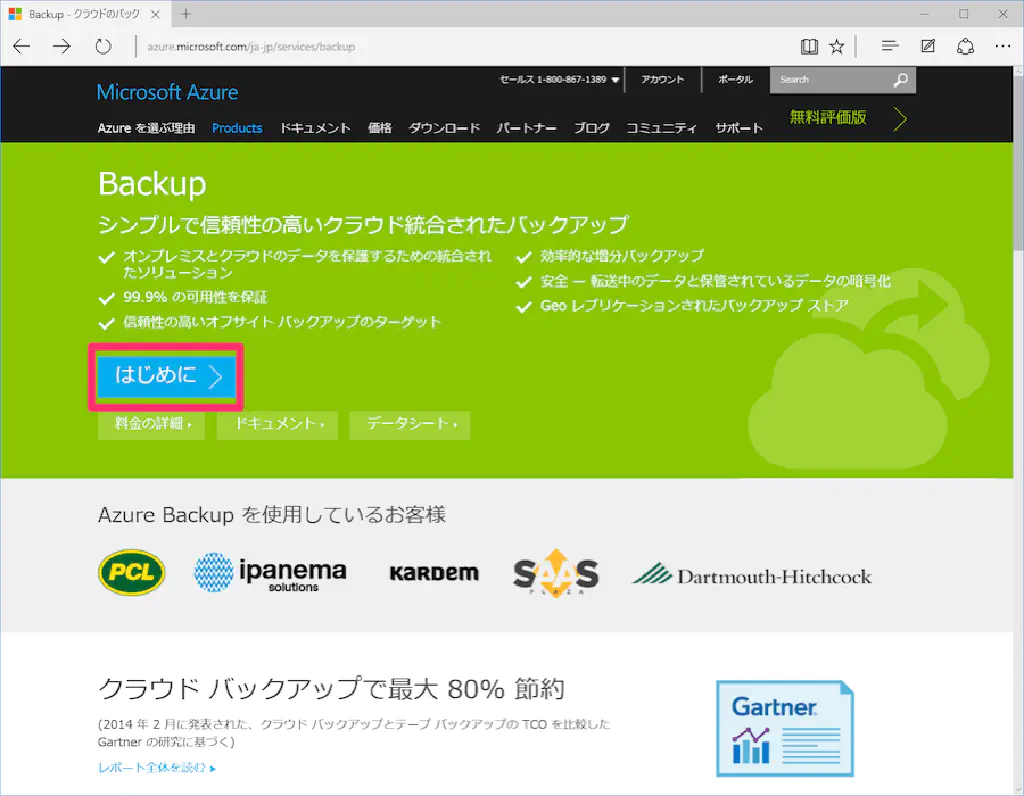 Backup - クラウドのバック
azure.microsoft.com/ja-jp/services/backup
セールス 1-800-867-1389 アカウント ポータル Search
Microsoft Azure
Azure を選ぶ理由 Products ドキュメント 価格 ダウンロード パートナー ブログ コミュニティ サポート 無料評価版
Backup
シンプルで信頼性の高いクラウド統合されたバックアップ
オンプレミスとクラウドのデータを保護するための統合され
たソリューション
99.9% の可用性を保証
信頼性の高いオフサイト バックアップのターゲット
効率的な増分バックアップ
安全 — 転送中のデータと保管されているデータの暗号化
Geo レプリケーションされたバックアップ ストア
はじめに
料金の詳細 ドキュメント データシート
Azure Backup を使用しているお客様
PCL
ipanema
solutions
KARDEM
SAAS
PLAZA
Dartmouth-Hitchcock
クラウド バックアップで最大 80% 節約
(2014 年 2 月に発表された、クラウド バックアップとテープ バックアップの TCO を比較した
Gartner の研究に基づく)
レポート全体を読む
Gartner